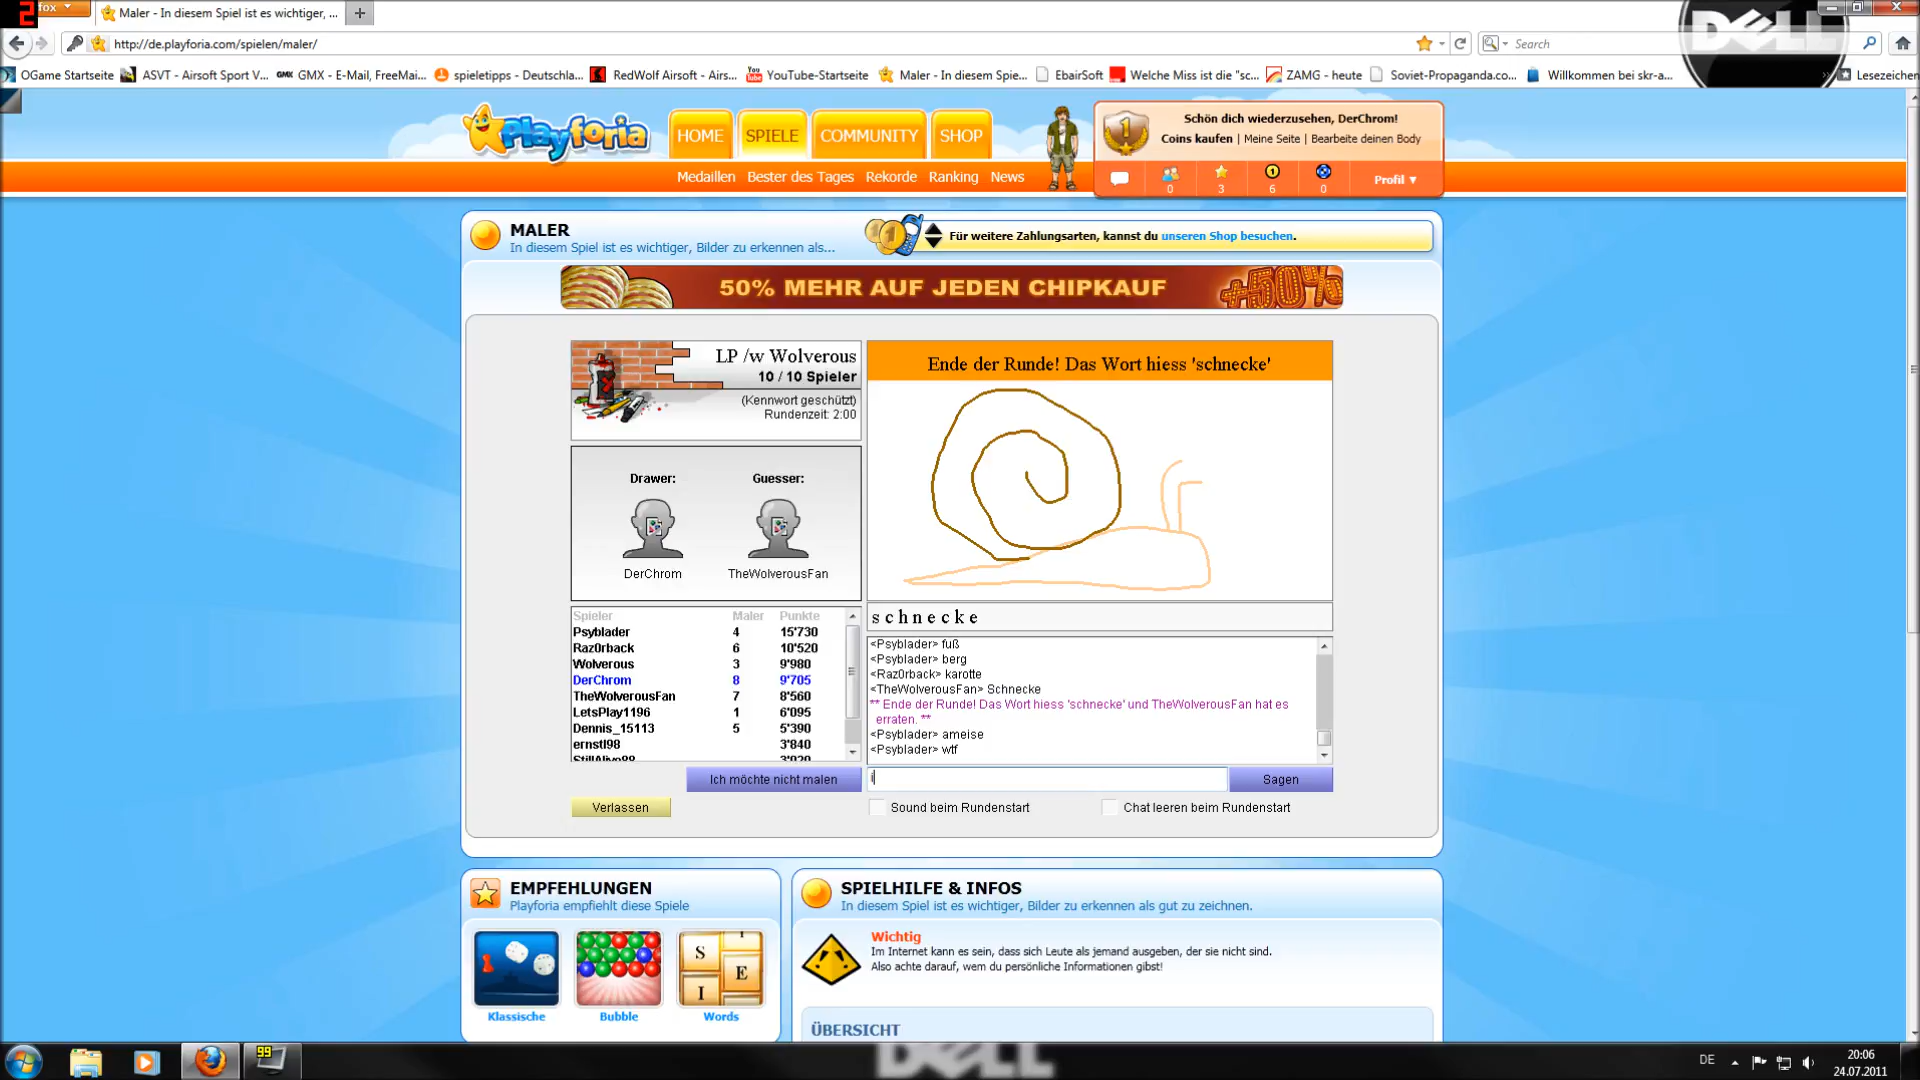 2
fox
Maler - In diesem Spiel ist es wichtiger, ...
DELL
http://de.playforia.com/spielen/maler/
Search
OGame Startseite
ASVT - Airsoft Sport V...
GMX - E-Mail, FreeMai...
spieletipps - Deutschla...
RedWolf Airsoft - Airs...
YouTube-Startseite
Maler - In diesem Spie...
EbairSoft
Welche Miss ist die "sc...
ZAMG - heute
Soviet-Propaganda.co...
Willkommen bei skr-a...
Lesezeichen
Playforia
HOME
SPIELE
COMMUNITY
SHOP
Schön dich wiederzusehen, DerChrom!
Coins kaufen | Meine Seite | Bearbeite deinen Body
Medaillen
Bester des Tages
Rekorde
Ranking
News
0
3
6
0
Profil
MALER
In diesem Spiel ist es wichtiger, Bilder zu erkennen als...
Für weitere Zahlungsarten, kannst du unseren Shop besuchen.
50% MEHR AUF JEDEN CHIPKAUF
+50%
LP /w Wolverous
10 / 10 Spieler
(Kennwort geschützt)
Rundenzeit: 2:00
Ende der Runde! Das Wort hiess 'schnecke'
Drawer:
Guesser:
DerChrom
TheWolverousFan
Spieler Maler Punkte
Psyblader 4 15'730
Raz0rback 6 10'520
Wolverous 3 9'980
DerChrom 8 9'705
TheWolverousFan 7 8'560
LetsPlay1196 1 6'095
Dennis_15113 5 5'390
ernstl98 3'840
StillAlive88 3'020
s c h n e c k e
<Psyblader> fuß
<Psyblader> berg
<Raz0rback> karotte
<TheWolverousFan> Schnecke
** Ende der Runde! Das Wort hiess 'schnecke' und TheWolverousFan hat es
erraten. **
<Psyblader> ameise
<Psyblader> wtf
Ich möchte nicht malen
i
Sagen
Verlassen
Sound beim Rundenstart
Chat leeren beim Rundenstart
EMPFEHLUNGEN
Playforia empfiehlt diese Spiele
S
E
I
Klassische
Bubble
Words
SPIELHILFE & INFOS
In diesem Spiel ist es wichtiger, Bilder zu erkennen als gut zu zeichnen.
Wichtig
Im Internet kann es sein, dass sich Leute als jemand ausgeben, der sie nicht sind.
Also achte darauf, wem du persönliche Informationen gibst!
ÜBERSICHT
99
DELL
DE
20:06
24.07.2011